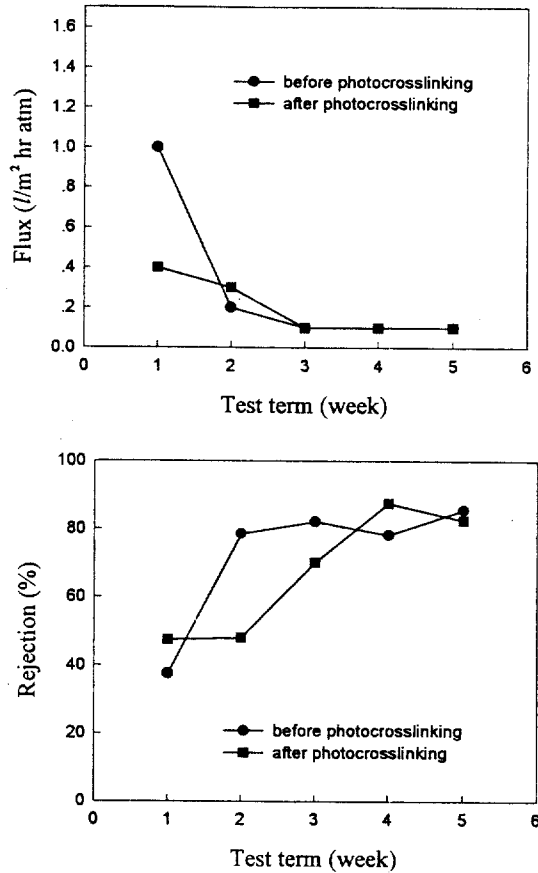 1.6
1.4
1.2
1.0
.8
.6
.4
.2
0.0
Flux (l/m² hr atm)
before photocrosslinking
after photocrosslinking
0 1 2 3 4 5 6
Test term (week)
100
80
60
40
20
0
Rejection (%)
before photocrosslinking
after photocrosslinking
0 1 2 3 4 5 6
Test term (week)